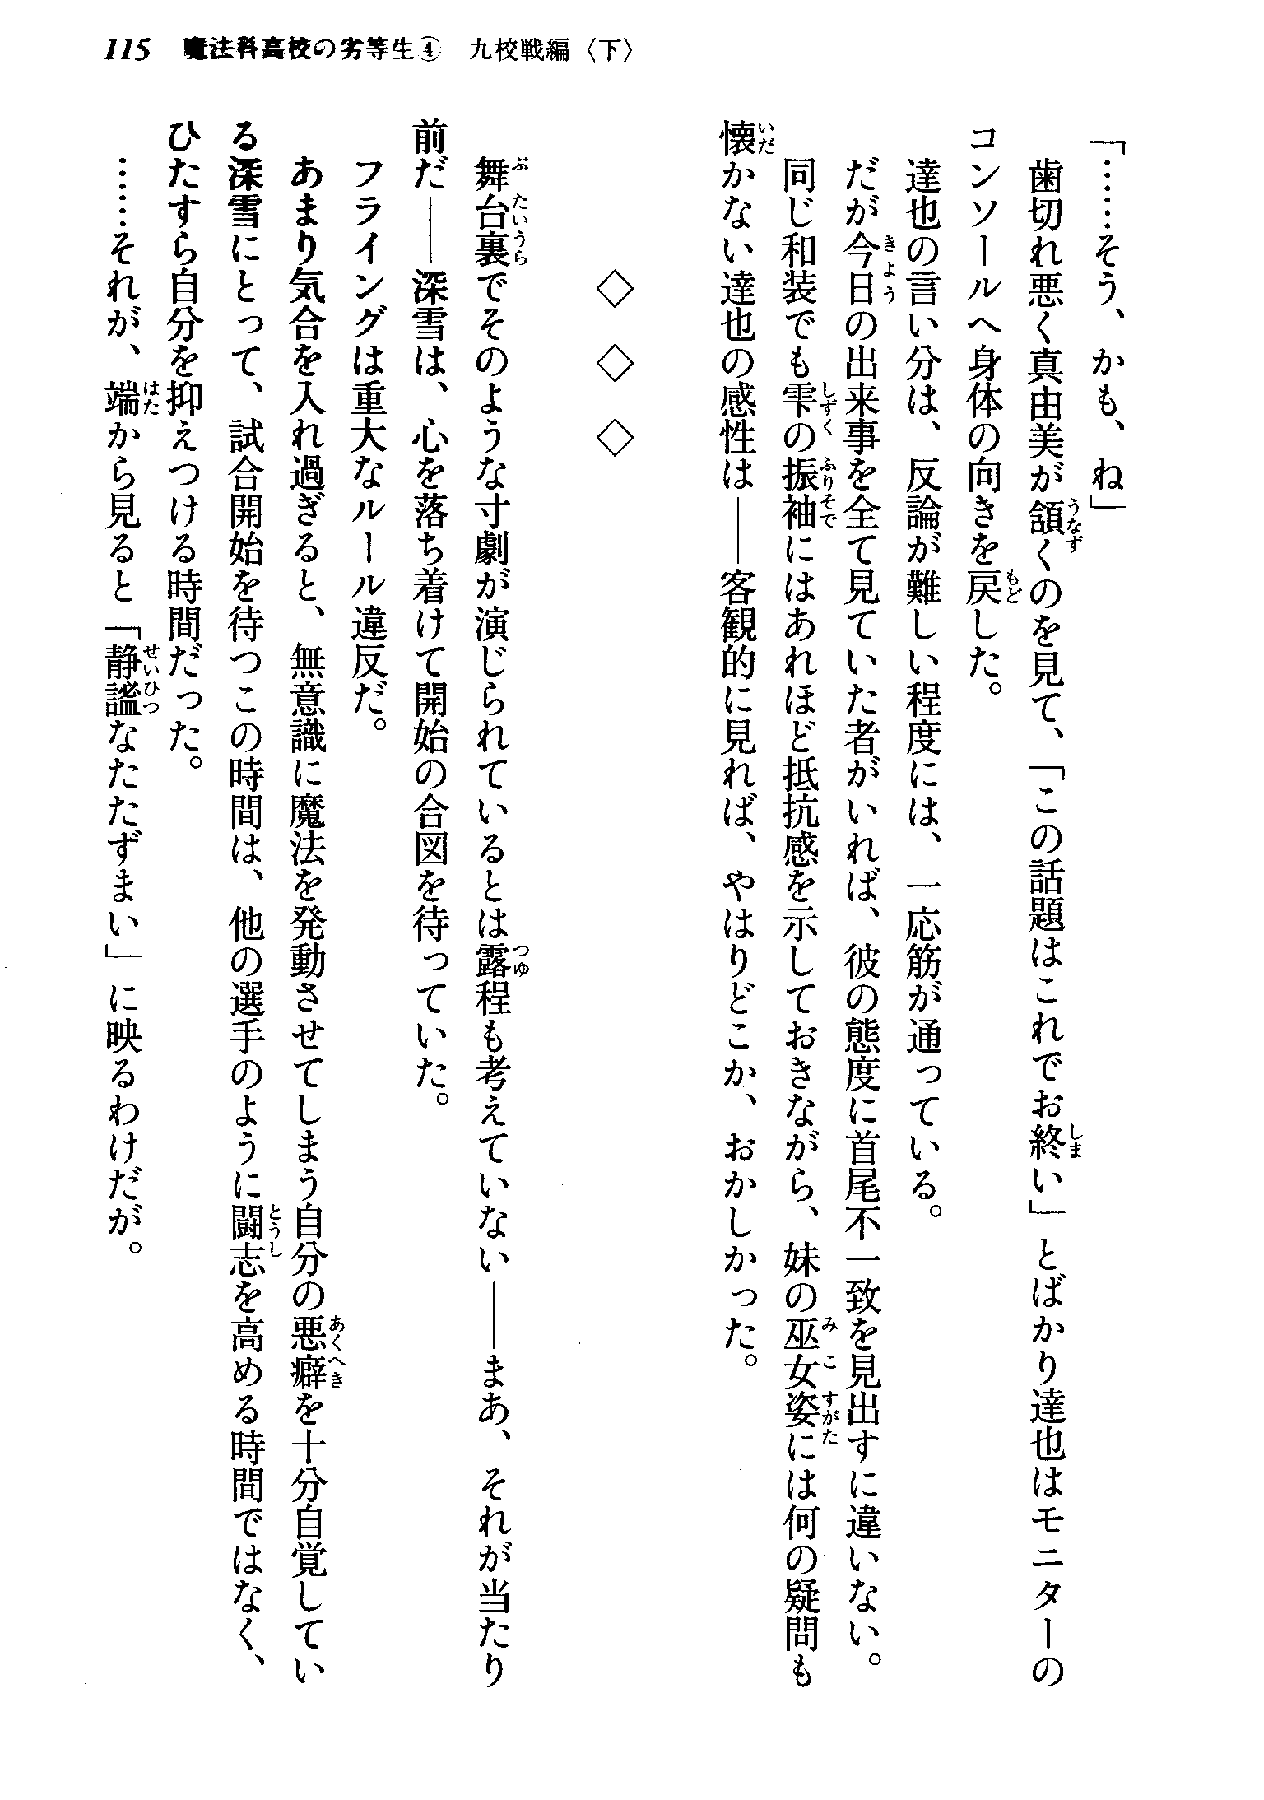 115　魔法科高校の劣等生④　九校戦編〈下〉
「……そう、かも、ね」
　歯切れ悪く真由美が頷くのを見て、「この話題はこれでお終い」とばかり達也はモニターの
コンソールへ身体の向きを戻した。
　達也の言い分は、反論が難しい程度には、一応筋が通っている。
　だが今日の出来事を全て見ていた者がいれば、彼の態度に首尾不一致を見出すに違いない。
　同じ和装でも雫の振袖にはあれほど抵抗感を示しておきながら、妹の巫女姿には何の疑問も
懐かない達也の感性は――客観的に見れば、やはりどこか、おかしかった。
◇　◇　◇
　舞台裏でそのような寸劇が演じられているとは露程も考えていない――まあ、それが当たり
前だ――深雪は、心を落ち着けて開始の合図を待っていた。
　フライングは重大なルール違反だ。
　あまり気合を入れ過ぎると、無意識に魔法を発動させてしまう自分の悪癖を十分自覚してい
る深雪にとって、試合開始を待つこの時間は、他の選手のように闘志を高める時間ではなく、
ひたすら自分を抑えつける時間だった。
　……それが、端から見ると「静謐なたたずまい」に映るわけだが。